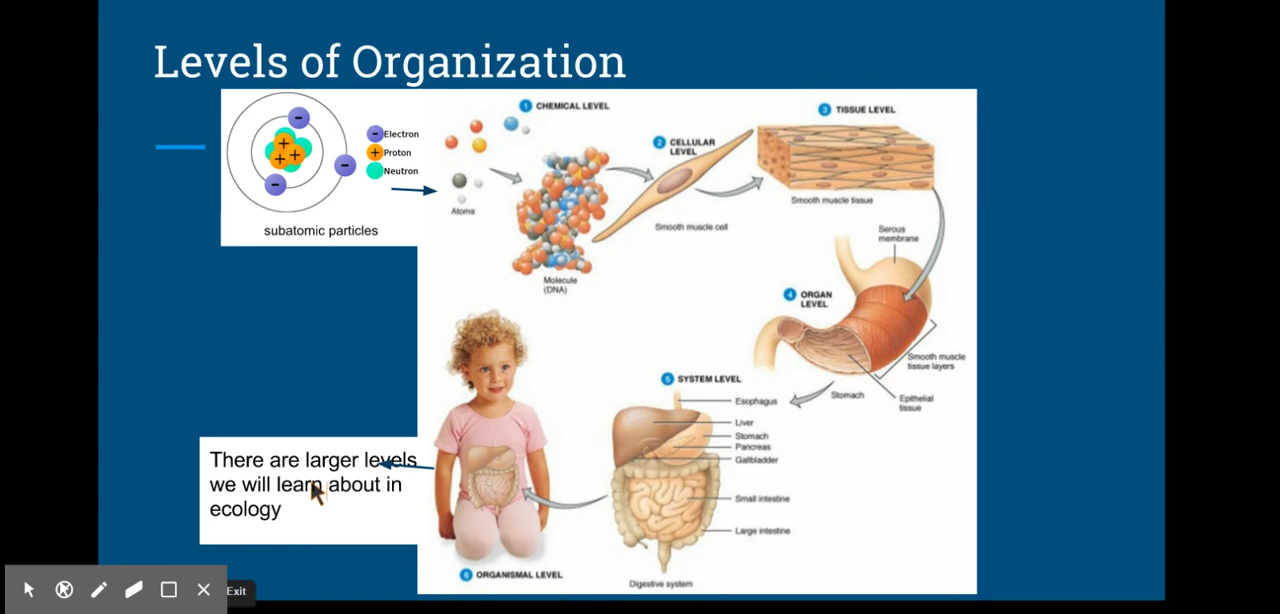 Levels of Organization
Electron
Proton
Neutron
subatomic particles
1 CHEMICAL LEVEL
Atoms
Molecule
(DNA)
2 CELLULAR
LEVEL
Smooth muscle cell
3 TISSUE LEVEL
Smooth muscle tissue
Serous
membrane
4 ORGAN
LEVEL
Smooth muscle
tissue layers
Stomach
Epithelial
tissue
5 SYSTEM LEVEL
Esophagus
Liver
Stomach
Pancreas
Gallbladder
Small intestine
Large intestine
Digestive system
6 ORGANISMAL LEVEL
There are larger levels
we will learn about in
ecology
Exit